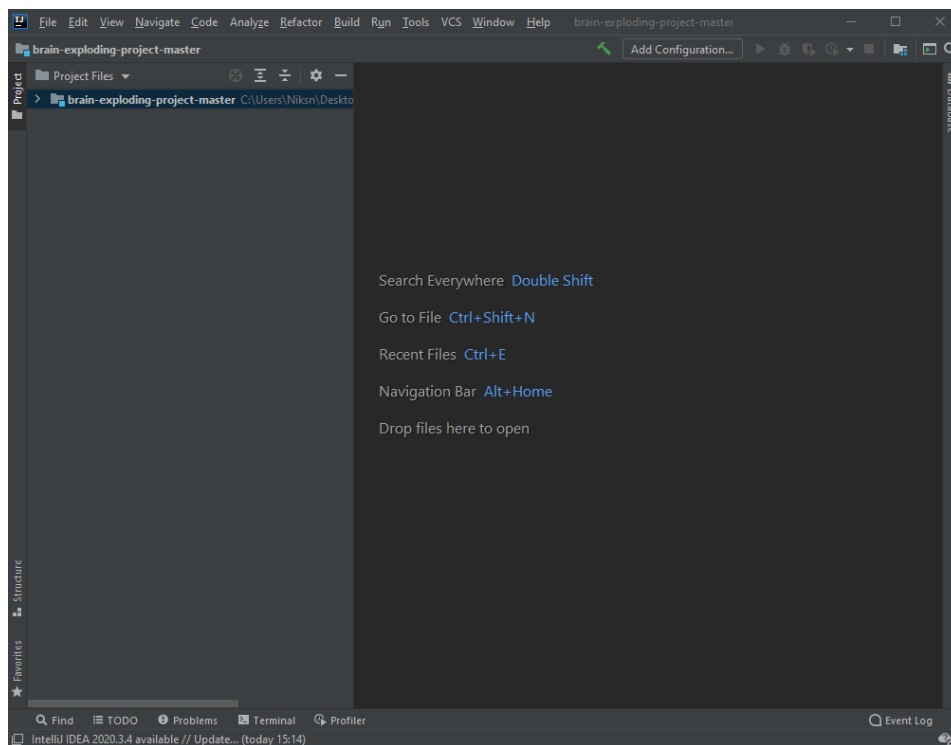 IJ File Edit View Navigate Code Analyze Refactor Build Run Tools VCS Window Help brain-exploding-project-master
brain-exploding-project-master
Add Configuration...
Project
Project Files
brain-exploding-project-master C:\Users\Niksn\Deskto
Database
Search Everywhere Double Shift
Go to File Ctrl+Shift+N
Recent Files Ctrl+E
Navigation Bar Alt+Home
Drop files here to open
Structure
Favorites
Find TODO Problems Terminal Profiler Event Log
IntelliJ IDEA 2020.3.4 available // Update... (today 15:14)